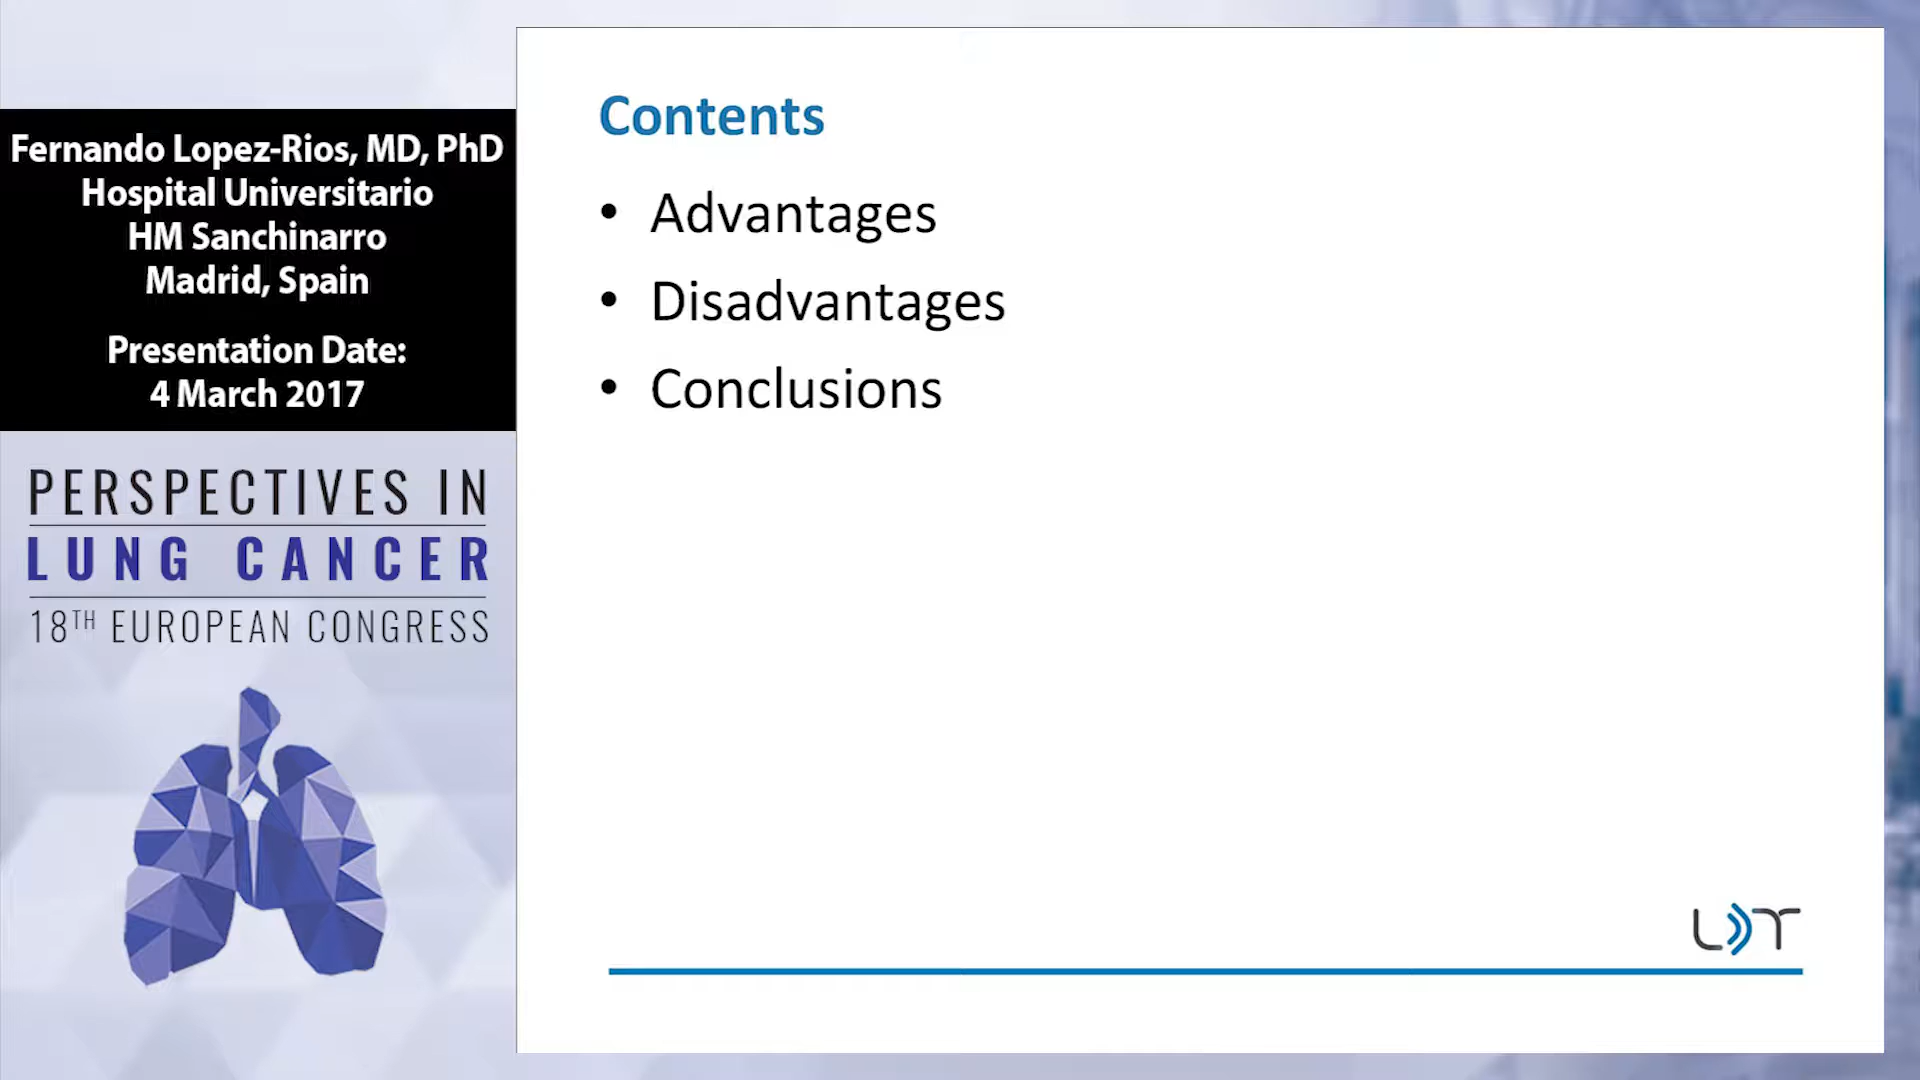 Fernando Lopez-Rios, MD, PhD
Hospital Universitario
HM Sanchinarro
Madrid, Spain
Presentation Date:
4 March 2017
PERSPECTIVES IN
LUNG CANCER
18TH EUROPEAN CONGRESS
Contents
• Advantages
• Disadvantages
• Conclusions